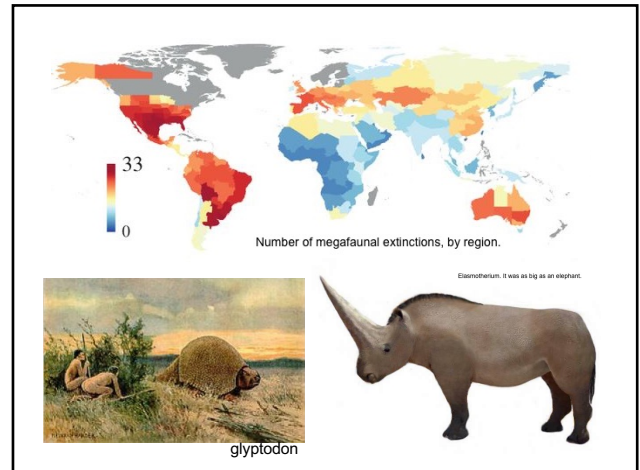 33
0
Number of megafaunal extinctions, by region.
Elasmotherium. It was as big as an elephant.
glyptodon